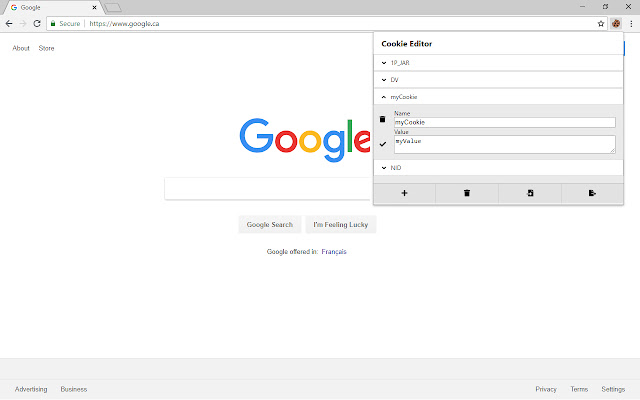 Google
Secure
https://www.google.ca
About
Store
Cookie Editor
1P_JAR
DV
myCookie
Name
myCookie
Value
myValue
NID
Google
Google Search
I'm Feeling Lucky
Google offered in: Français
Advertising
Business
Privacy
Terms
Settings